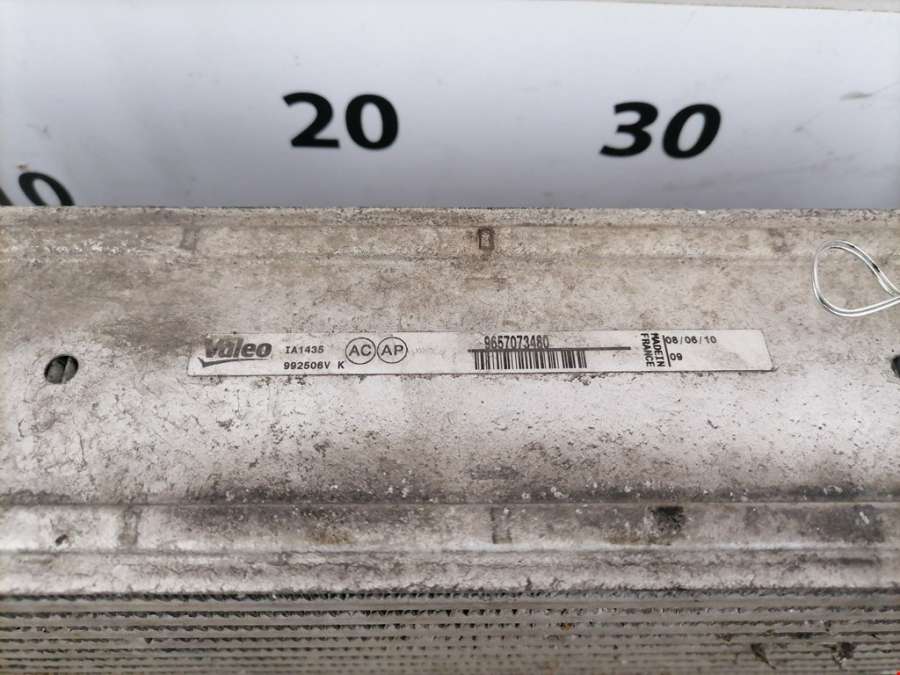 20
30
Valeo
IA1435
992506V K
AC AP
9657073480
MADE IN
FRANCE
08/06/10
09